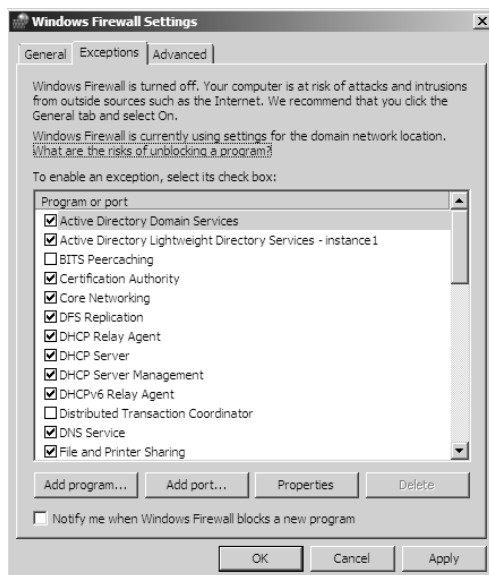 Windows Firewall Settings
General Exceptions Advanced
Windows Firewall is turned off. Your computer is at risk of attacks and intrusions
from outside sources such as the Internet. We recommend that you click the
General tab and select On.
Windows Firewall is currently using settings for the domain network location.
What are the risks of unblocking a program?
To enable an exception, select its check box:
Program or port
Active Directory Domain Services
Active Directory Lightweight Directory Services - instance1
BITS Peercaching
Certification Authority
Core Networking
DFS Replication
DHCP Relay Agent
DHCP Server
DHCP Server Management
DHCPv6 Relay Agent
Distributed Transaction Coordinator
DNS Service
File and Printer Sharing
Add program... Add port... Properties Delete
Notify me when Windows Firewall blocks a new program
OK Cancel Apply